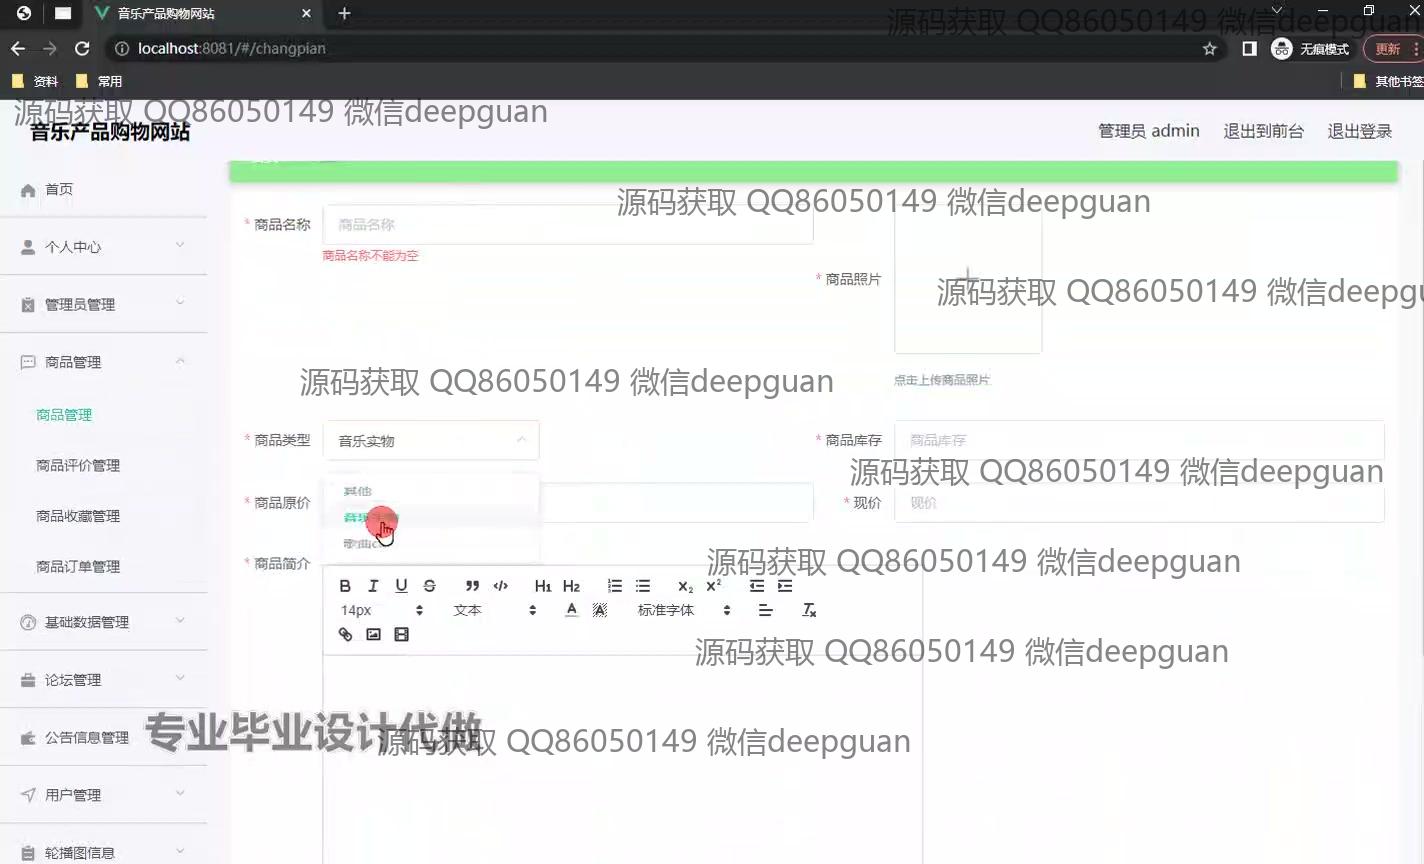 音乐产品购物网站
源码获取 QQ86050149 微信deepguan
localhost:8081/#/changpian
无痕模式
更新
资料
常用
其他书签
源码获取 QQ86050149 微信deepguan
音乐产品购物网站
管理员 admin
退出到前台
退出登录
首页
个人中心
管理员管理
商品管理
商品管理
商品评价管理
商品收藏管理
商品订单管理
基础数据管理
论坛管理
公告信息管理
用户管理
轮播图信息
源码获取 QQ86050149 微信deepguan
* 商品名称
商品名称
商品名称不能为空
* 商品照片
源码获取 QQ86050149 微信deepgu
点击上传商品照片
源码获取 QQ86050149 微信deepguan
* 商品类型
音乐实物
* 商品库存
商品库存
源码获取 QQ86050149 微信deepguan
其他
音乐
歌曲c
* 商品原价
* 现价
现价
* 商品简介
源码获取 QQ86050149 微信deepguan
B I U S ” </> H1 H2 X2 X2
14px 文本 A A 标准字体 Tx
源码获取 QQ86050149 微信deepguan
专业毕业设计代做
源码获取 QQ86050149 微信deepguan